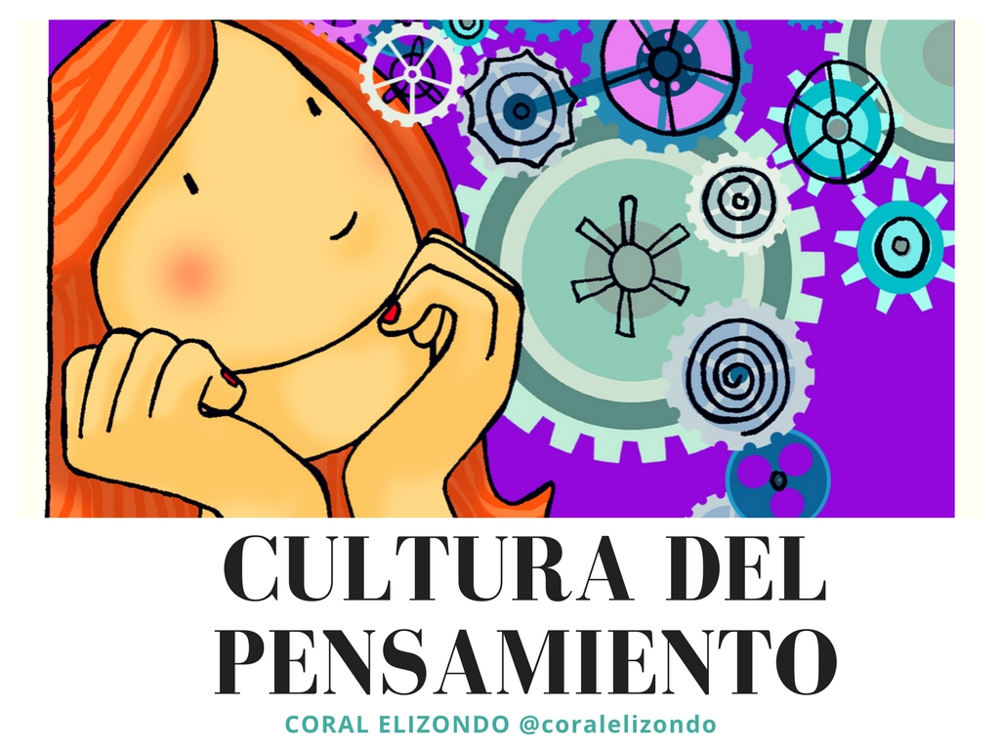 CULTURA DEL
PENSAMIENTO
CORAL ELIZONDO @coralelizondo